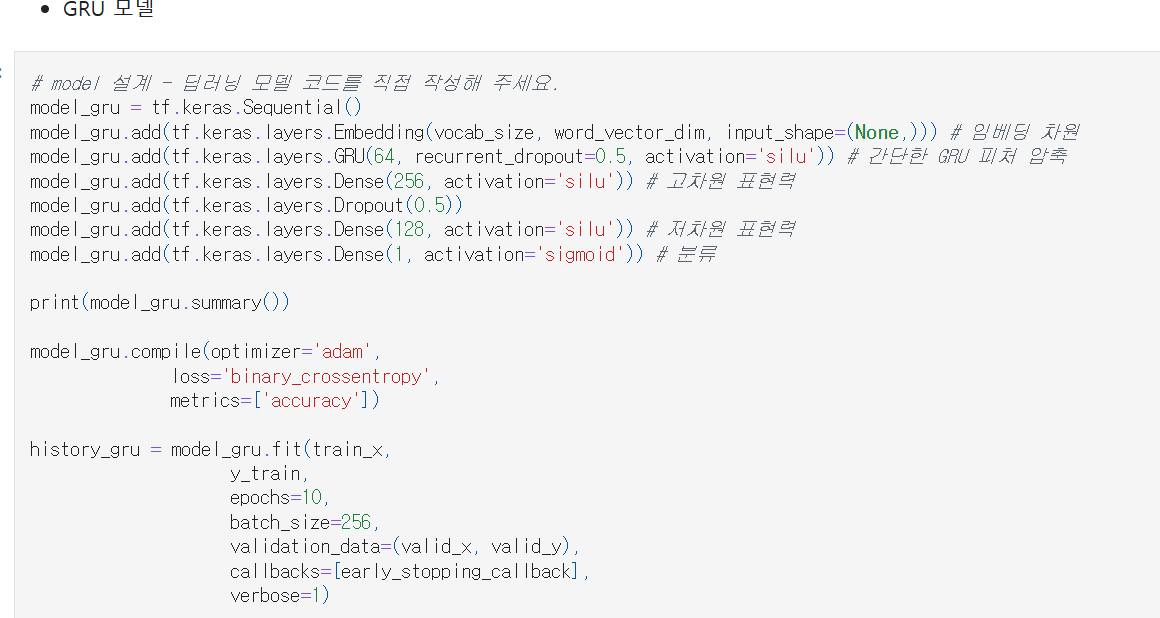 • GRU 모델
# model 설계 - 딥러닝 모델 코드를 직접 작성해 주세요.
model_gru = tf.keras.Sequential()
model_gru.add(tf.keras.layers.Embedding(vocab_size, word_vector_dim, input_shape=(None,))) # 임베딩 차원
model_gru.add(tf.keras.layers.GRU(64, recurrent_dropout=0.5, activation='silu')) # 간단한 GRU 피처 압축
model_gru.add(tf.keras.layers.Dense(256, activation='silu')) # 고차원 표현력
model_gru.add(tf.keras.layers.Dropout(0.5))
model_gru.add(tf.keras.layers.Dense(128, activation='silu')) # 저차원 표현력
model_gru.add(tf.keras.layers.Dense(1, activation='sigmoid')) # 분류
print(model_gru.summary())
model_gru.compile(optimizer='adam',
loss='binary_crossentropy',
metrics=['accuracy'])
history_gru = model_gru.fit(train_x,
y_train,
epochs=10,
batch_size=256,
validation_data=(valid_x, valid_y),
callbacks=[early_stopping_callback],
verbose=1)